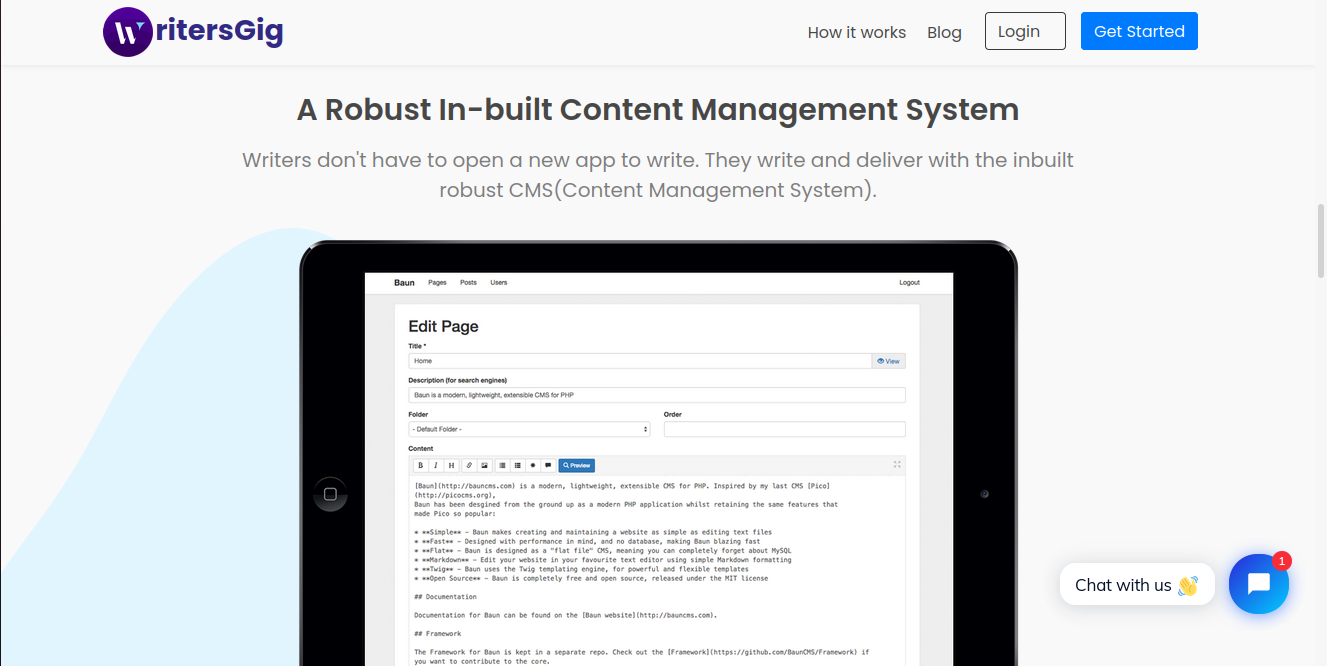 WritersGig
How it works Blog Login Get Started
A Robust In-built Content Management System
Writers don't have to open a new app to write. They write and deliver with the inbuilt
robust CMS(Content Management System).
Baun Pages Posts Users Logout
Edit Page
Title *
Home View
Description (for search engines)
Baun is a modern, lightweight, extensible CMS for PHP
Folder Order
- Default Folder -
Content
B I H Preview
[Baun](http://bauncms.com) is a modern, lightweight, extensible CMS for PHP. Inspired by my last CMS [Pico]
(http://picocms.org),
Baun has been desgined from the ground up as a modern PHP application whilst retaining the same features that
made Pico so popular:
* **Simple** - Baun makes creating and maintaining a website as simple as editing text files
* **Fast** - Designed with performance in mind, and no database, making Baun blazing fast
* **Flat** - Baun is designed as a "flat file" CMS, meaning you can completely forget about MySQL
* **Markdown** - Edit your website in your favourite text editor using simple Markdown formatting
* **Twig** - Baun uses the Twig templating engine, for powerful and flexible templates
* **Open Source** - Baun is completely free and open source, released under the MIT license
## Documentation
Documentation for Baun can be found on the [Baun website](http://bauncms.com).
## Framework
The Framework for Baun is kept in a separate repo. Check out the [Framework](https://github.com/BaunCMS/Framework) if
you want to contribute to the core.
Chat with us 👋 1